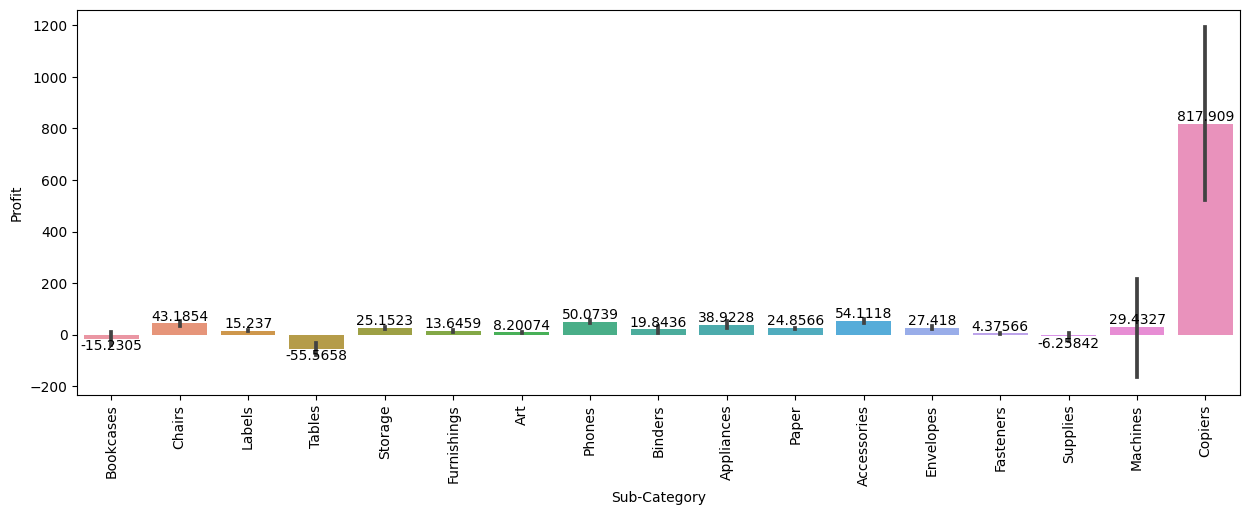 1200
1000
800
600
400
200
0
−200
Profit
-15.2305
43.1854
15.237
-55.5658
25.1523
13.6459
8.20074
50.0739
19.8436
38.9228
24.8566
54.1118
27.418
4.37566
-6.25842
29.4327
817.909
Bookcases
Chairs
Labels
Tables
Storage
Furnishings
Art
Phones
Binders
Appliances
Paper
Accessories
Envelopes
Fasteners
Supplies
Machines
Copiers
Sub-Category